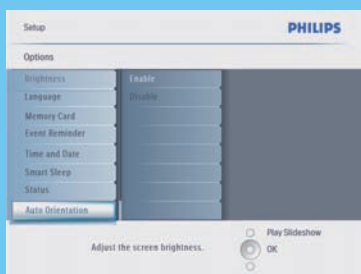 Setup
PHILIPS
Options
Brightness
Enable
Language
Disable
Memory Card
Event Reminder
Time and Date
Smart Sleep
Status
Auto Orientation
Adjust the screen brightness.
Play Slideshow
OK